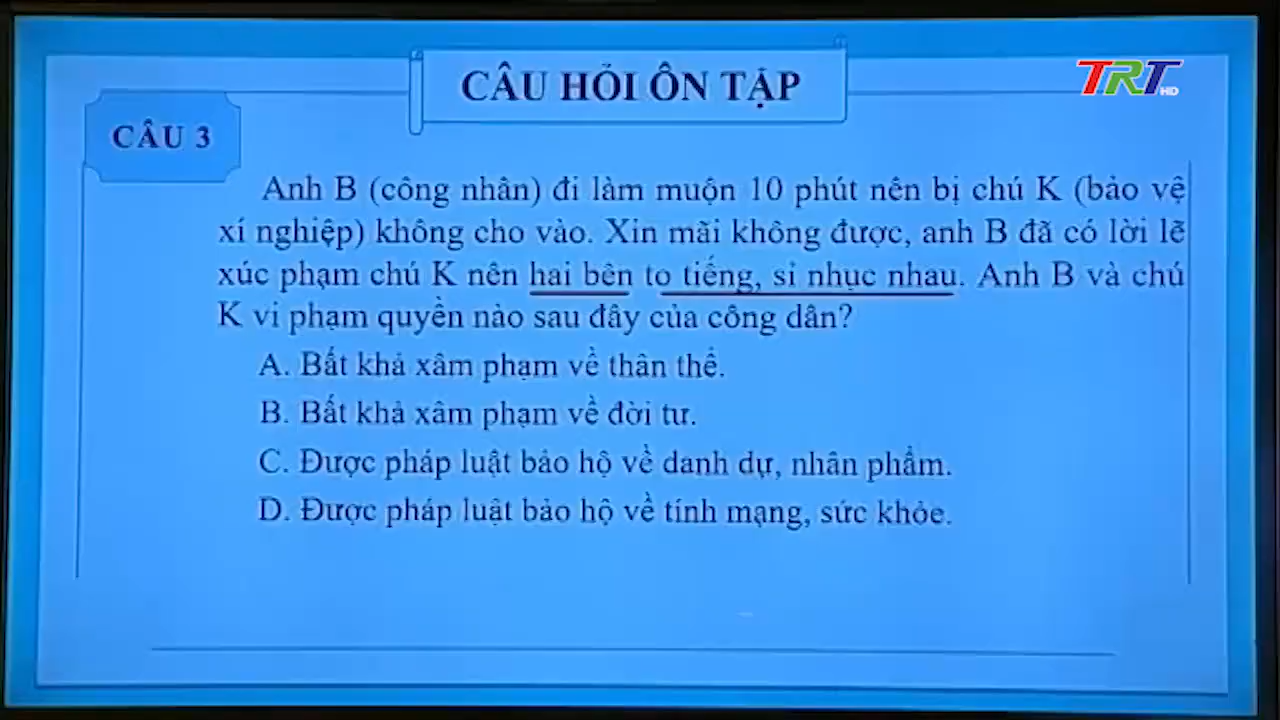 CÂU HỎI ÔN TẬP
TRT HD
CÂU 3
Anh B (công nhân) đi làm muộn 10 phút nên bị chú K (bảo vệ
xí nghiệp) không cho vào. Xin mãi không được, anh B đã có lời lẽ
xúc phạm chú K nên hai bên to tiếng, sỉ nhục nhau. Anh B và chú
K vi phạm quyền nào sau đây của công dân?
A. Bất khả xâm phạm về thân thể.
B. Bất khả xâm phạm về đời tư.
C. Được pháp luật bảo hộ về danh dự, nhân phẩm.
D. Được pháp luật bảo hộ về tính mạng, sức khỏe.